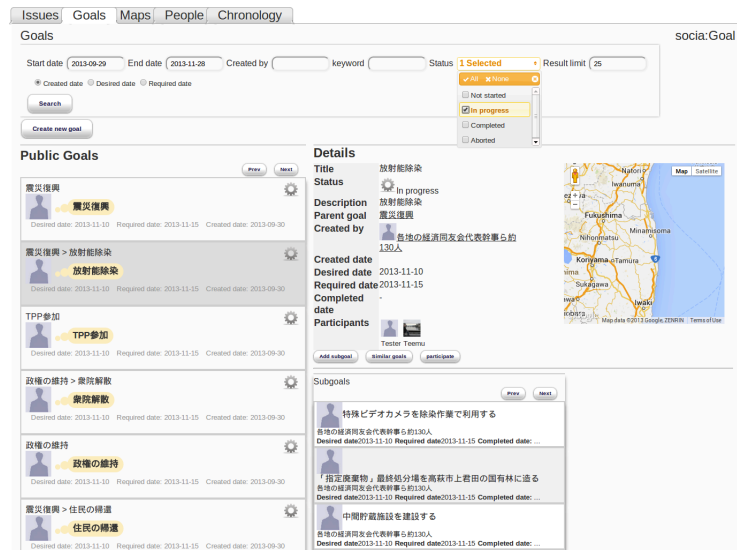 Issues Goals Maps People Chronology
Goals
socia:Goal
Start date 2013-09-29 End date 2013-11-28 Created by keyword Status 1 Selected Result limit 25
Created date Desired date Required date
All None
Not started
In progress
Completed
Aborted
Search
Create new goal
Public Goals
Prev Next
震災復興
震災復興
Desired date: 2013-11-10 Required date: 2013-11-15 Created date: 2013-09-30
震災復興 > 放射能除染
放射能除染
Desired date: 2013-11-10 Required date: 2013-11-15 Created date: 2013-09-30
TPP参加
TPP参加
Desired date: 2013-11-10 Required date: 2013-11-15 Created date: 2013-09-30
政権の維持 > 衆院解散
衆院解散
Desired date: 2013-11-10 Required date: 2013-11-15 Created date: 2013-09-30
政権の維持
政権の維持
Desired date: 2013-11-10 Required date: 2013-11-15 Created date: 2013-09-30
震災復興 > 住民の帰還
住民の帰還
Desired date: 2013-11-10 Required date: 2013-11-15 Created date: 2013-09-30
Details
Title 放射能除染
Status In progress
Description 放射能除染
Parent goal 震災復興
Created by 各地の経済同友会代表幹事ら約
130人
Created date
Desired date 2013-11-10
Required date 2013-11-15
Completed -
date
Participants
Tester Teemu
Add subgoal Similar goals participate
Map Satellite
Natori
Iwanuma
Fukushima
Minamisoma
Nihonmatsu
Koriyama Tamura
Sukagawa
Iwaki
Map data ©2013 Google, ZENRIN Terms of Use
Subgoals
Prev Next
特殊ビデオカメラを除染作業で利用する
各地の経済同友会代表幹事ら約130人
Desired date2013-11-10 Required date2013-11-15 Completed date: ...
「指定廃棄物」最終処分場を高萩市上君田の国有林に造る
各地の経済同友会代表幹事ら約130人
Desired date2013-11-10 Required date2013-11-15 Completed date: ...
中間貯蔵施設を建設する
各地の経済同友会代表幹事ら約130人
Desired date2013-11-10 Required date2013-11-15 Completed date: ...